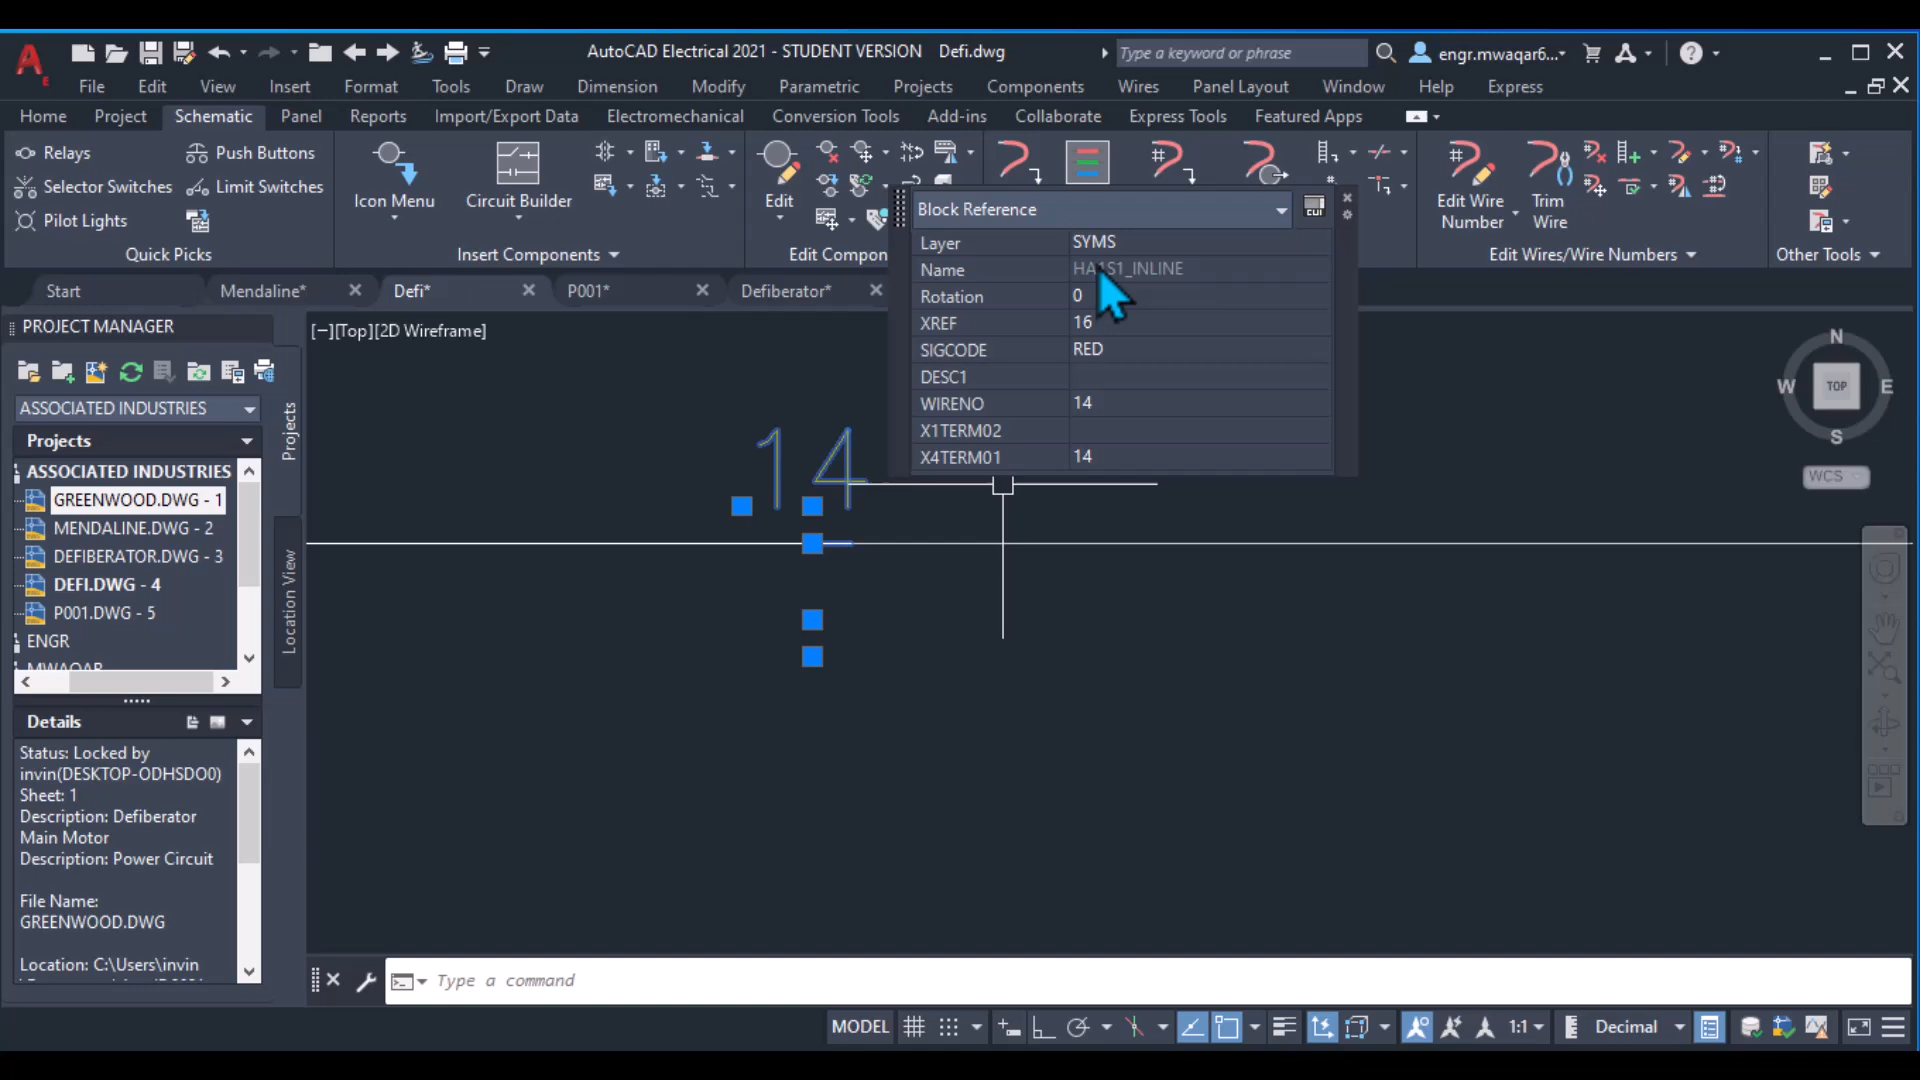 AutoCAD Electrical 2021 - STUDENT VERSION Defi.dwg
Type a keyword or phrase
engr.mwaqar6...
File Edit View Insert Format Tools Draw Dimension Modify Parametric Projects Components Wires Panel Layout Window Help Express
Home Project Schematic Panel Reports Import/Export Data Electromechanical Conversion Tools Add-ins Collaborate Express Tools Featured Apps
Relays Push Buttons
Selector Switches Limit Switches
Pilot Lights
Quick Picks
Icon Menu
Circuit Builder
Insert Components
Edit
Edit Compon
Edit Wire Number
Trim Wire
Edit Wires/Wire Numbers
Other Tools
Block Reference
CUI
Layer SYMS
Name HA1S1_INLINE
Rotation 0
XREF 16
SIGCODE RED
DESC1
WIRENO 14
X1TERM02
X4TERM01 14
Start Mendaline* Defi* P001* Defiberator*
PROJECT MANAGER
ASSOCIATED INDUSTRIES
Projects
ASSOCIATED INDUSTRIES
GREENWOOD.DWG - 1
MENDALINE.DWG - 2
DEFIBERATOR.DWG - 3
DEFI.DWG - 4
P001.DWG - 5
ENGR
MWAQAR
Projects
Location View
Details
Status: Locked by
invin(DESKTOP-ODHSDO0)
Sheet: 1
Description: Defiberator
Main Motor
Description: Power Circuit
File Name:
GREENWOOD.DWG
Location: C:\Users\invin
[−][Top][2D Wireframe]
14
N
W TOP E
S
WCS
Type a command
MODEL 1:1 Decimal